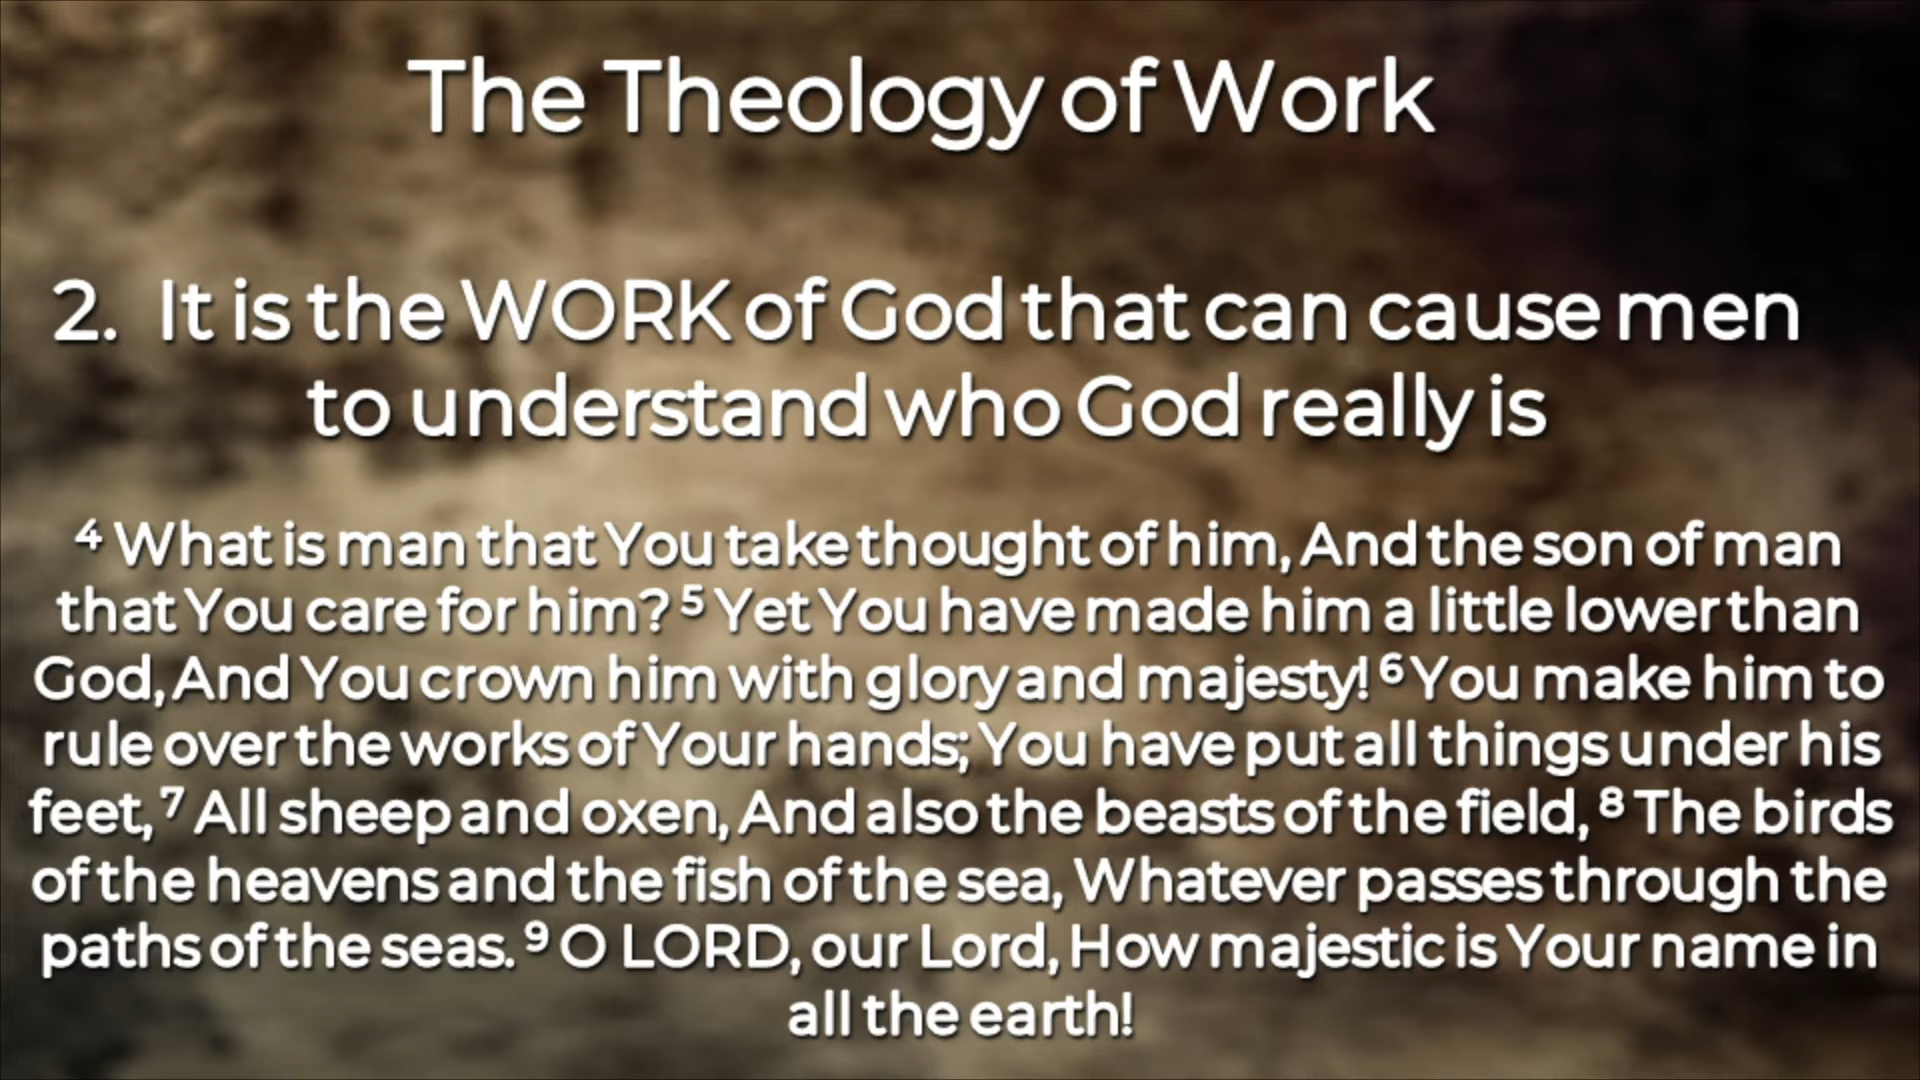 The Theology of Work
2. It is the WORK of God that can cause men
to understand who God really is
⁴ What is man that You take thought of him, And the son of man
that You care for him? ⁵ Yet You have made him a little lower than
God, And You crown him with glory and majesty! ⁶ You make him to
rule over the works of Your hands; You have put all things under his
feet, ⁷ All sheep and oxen, And also the beasts of the field, ⁸ The birds
of the heavens and the fish of the sea, Whatever passes through the
paths of the seas. ⁹ O LORD, our Lord, How majestic is Your name in
all the earth!